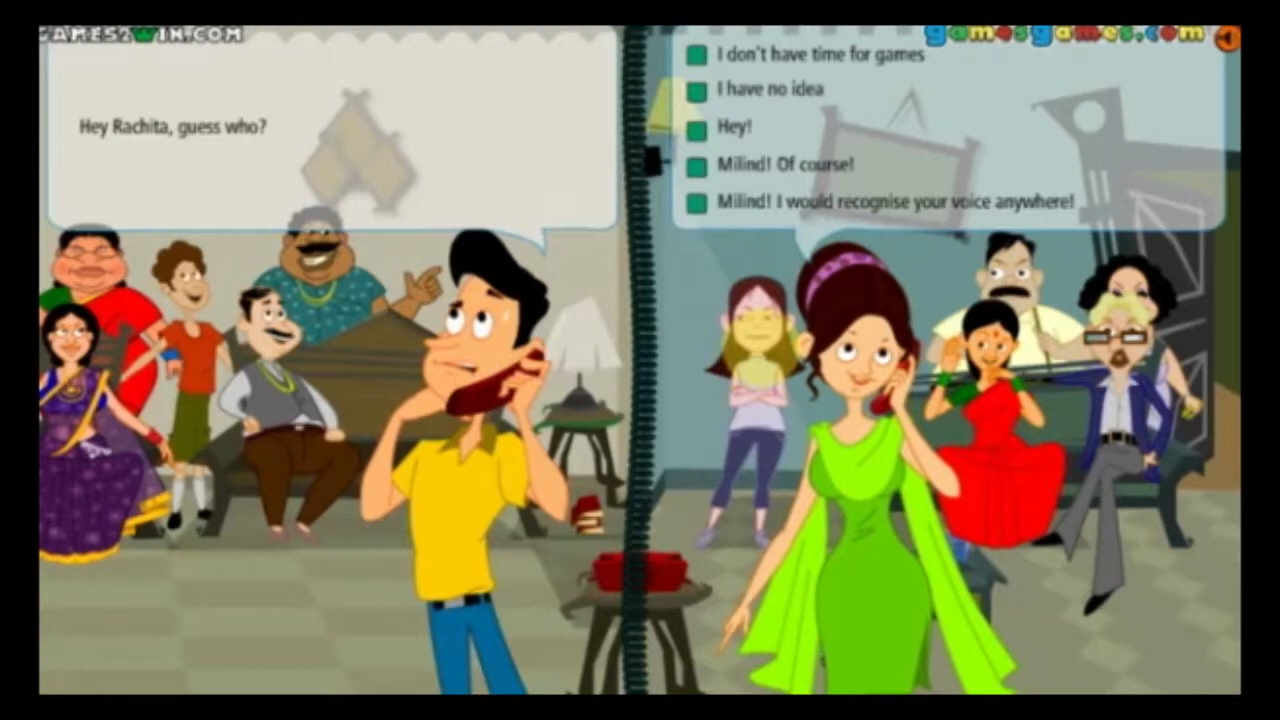 GAMES2WIN.COM
gamesgames.com
Hey Rachita, guess who?
I don't have time for games
I have no idea
Hey!
Milind! Of course!
Milind! I would recognise your voice anywhere!